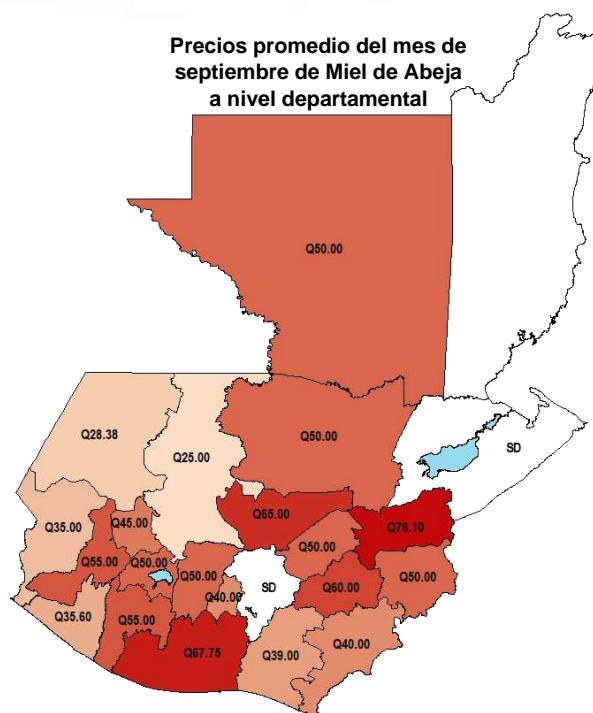 Precios promedio del mes de
septiembre de Miel de Abeja
a nivel departamental
Q50.00
Q28.38
Q50.00
Q25.00
SD
Q35.00
Q45.00
Q65.00
Q76.10
Q55.00
Q50.00
Q50.00
Q50.00
Q50.00
Q40.00
SD
Q60.00
Q35.60
Q55.00
Q67.75
Q39.00
Q40.00